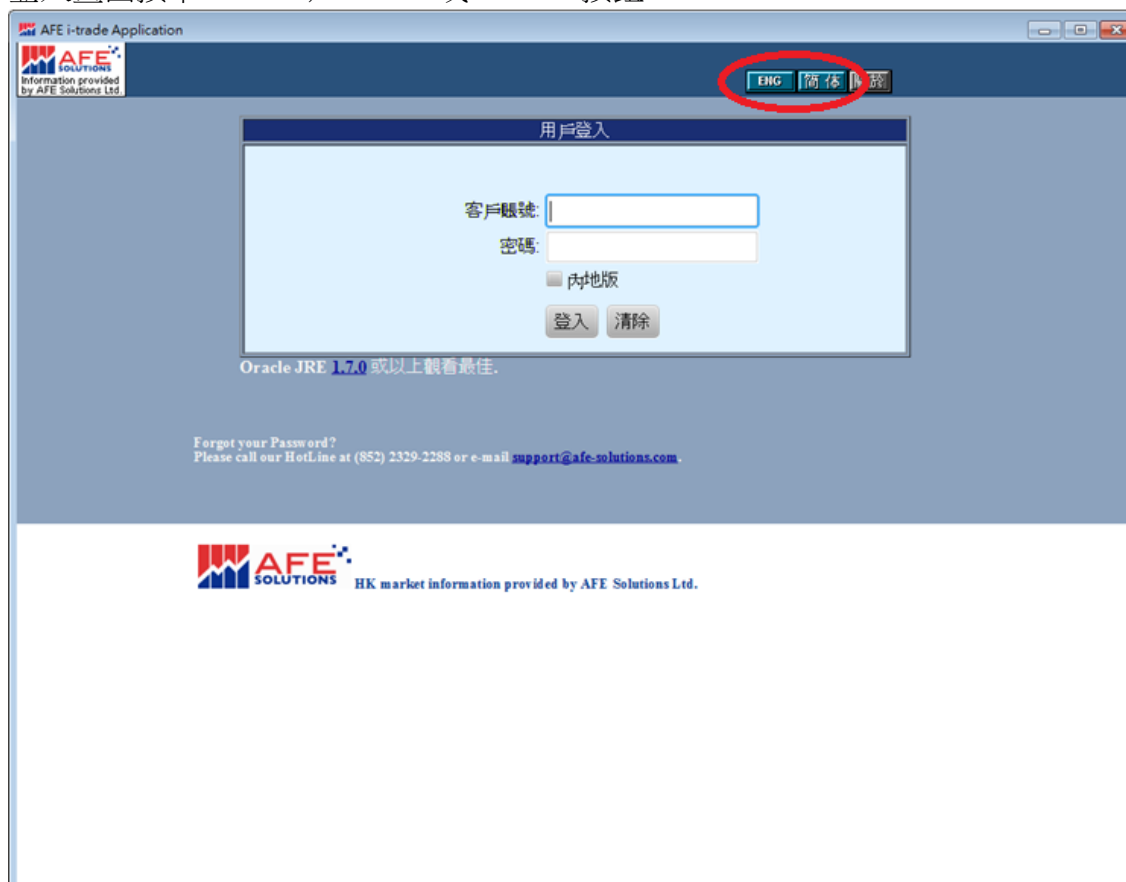 AFE i-trade Application
AFE
SOLUTIONS
Information provided
by AFE Solutions Ltd.
ENG 简体
用戶登入
客戶賬號:
密碼:
內地版
登入 清除
Oracle JRE 1.7.0 或以上觀看最佳.
Forgot your Password?
Please call our HotLine at (852) 2329-2288 or e-mail support@afe-solutions.com.
AFE
SOLUTIONS
HK market information provided by AFE Solutions Ltd.